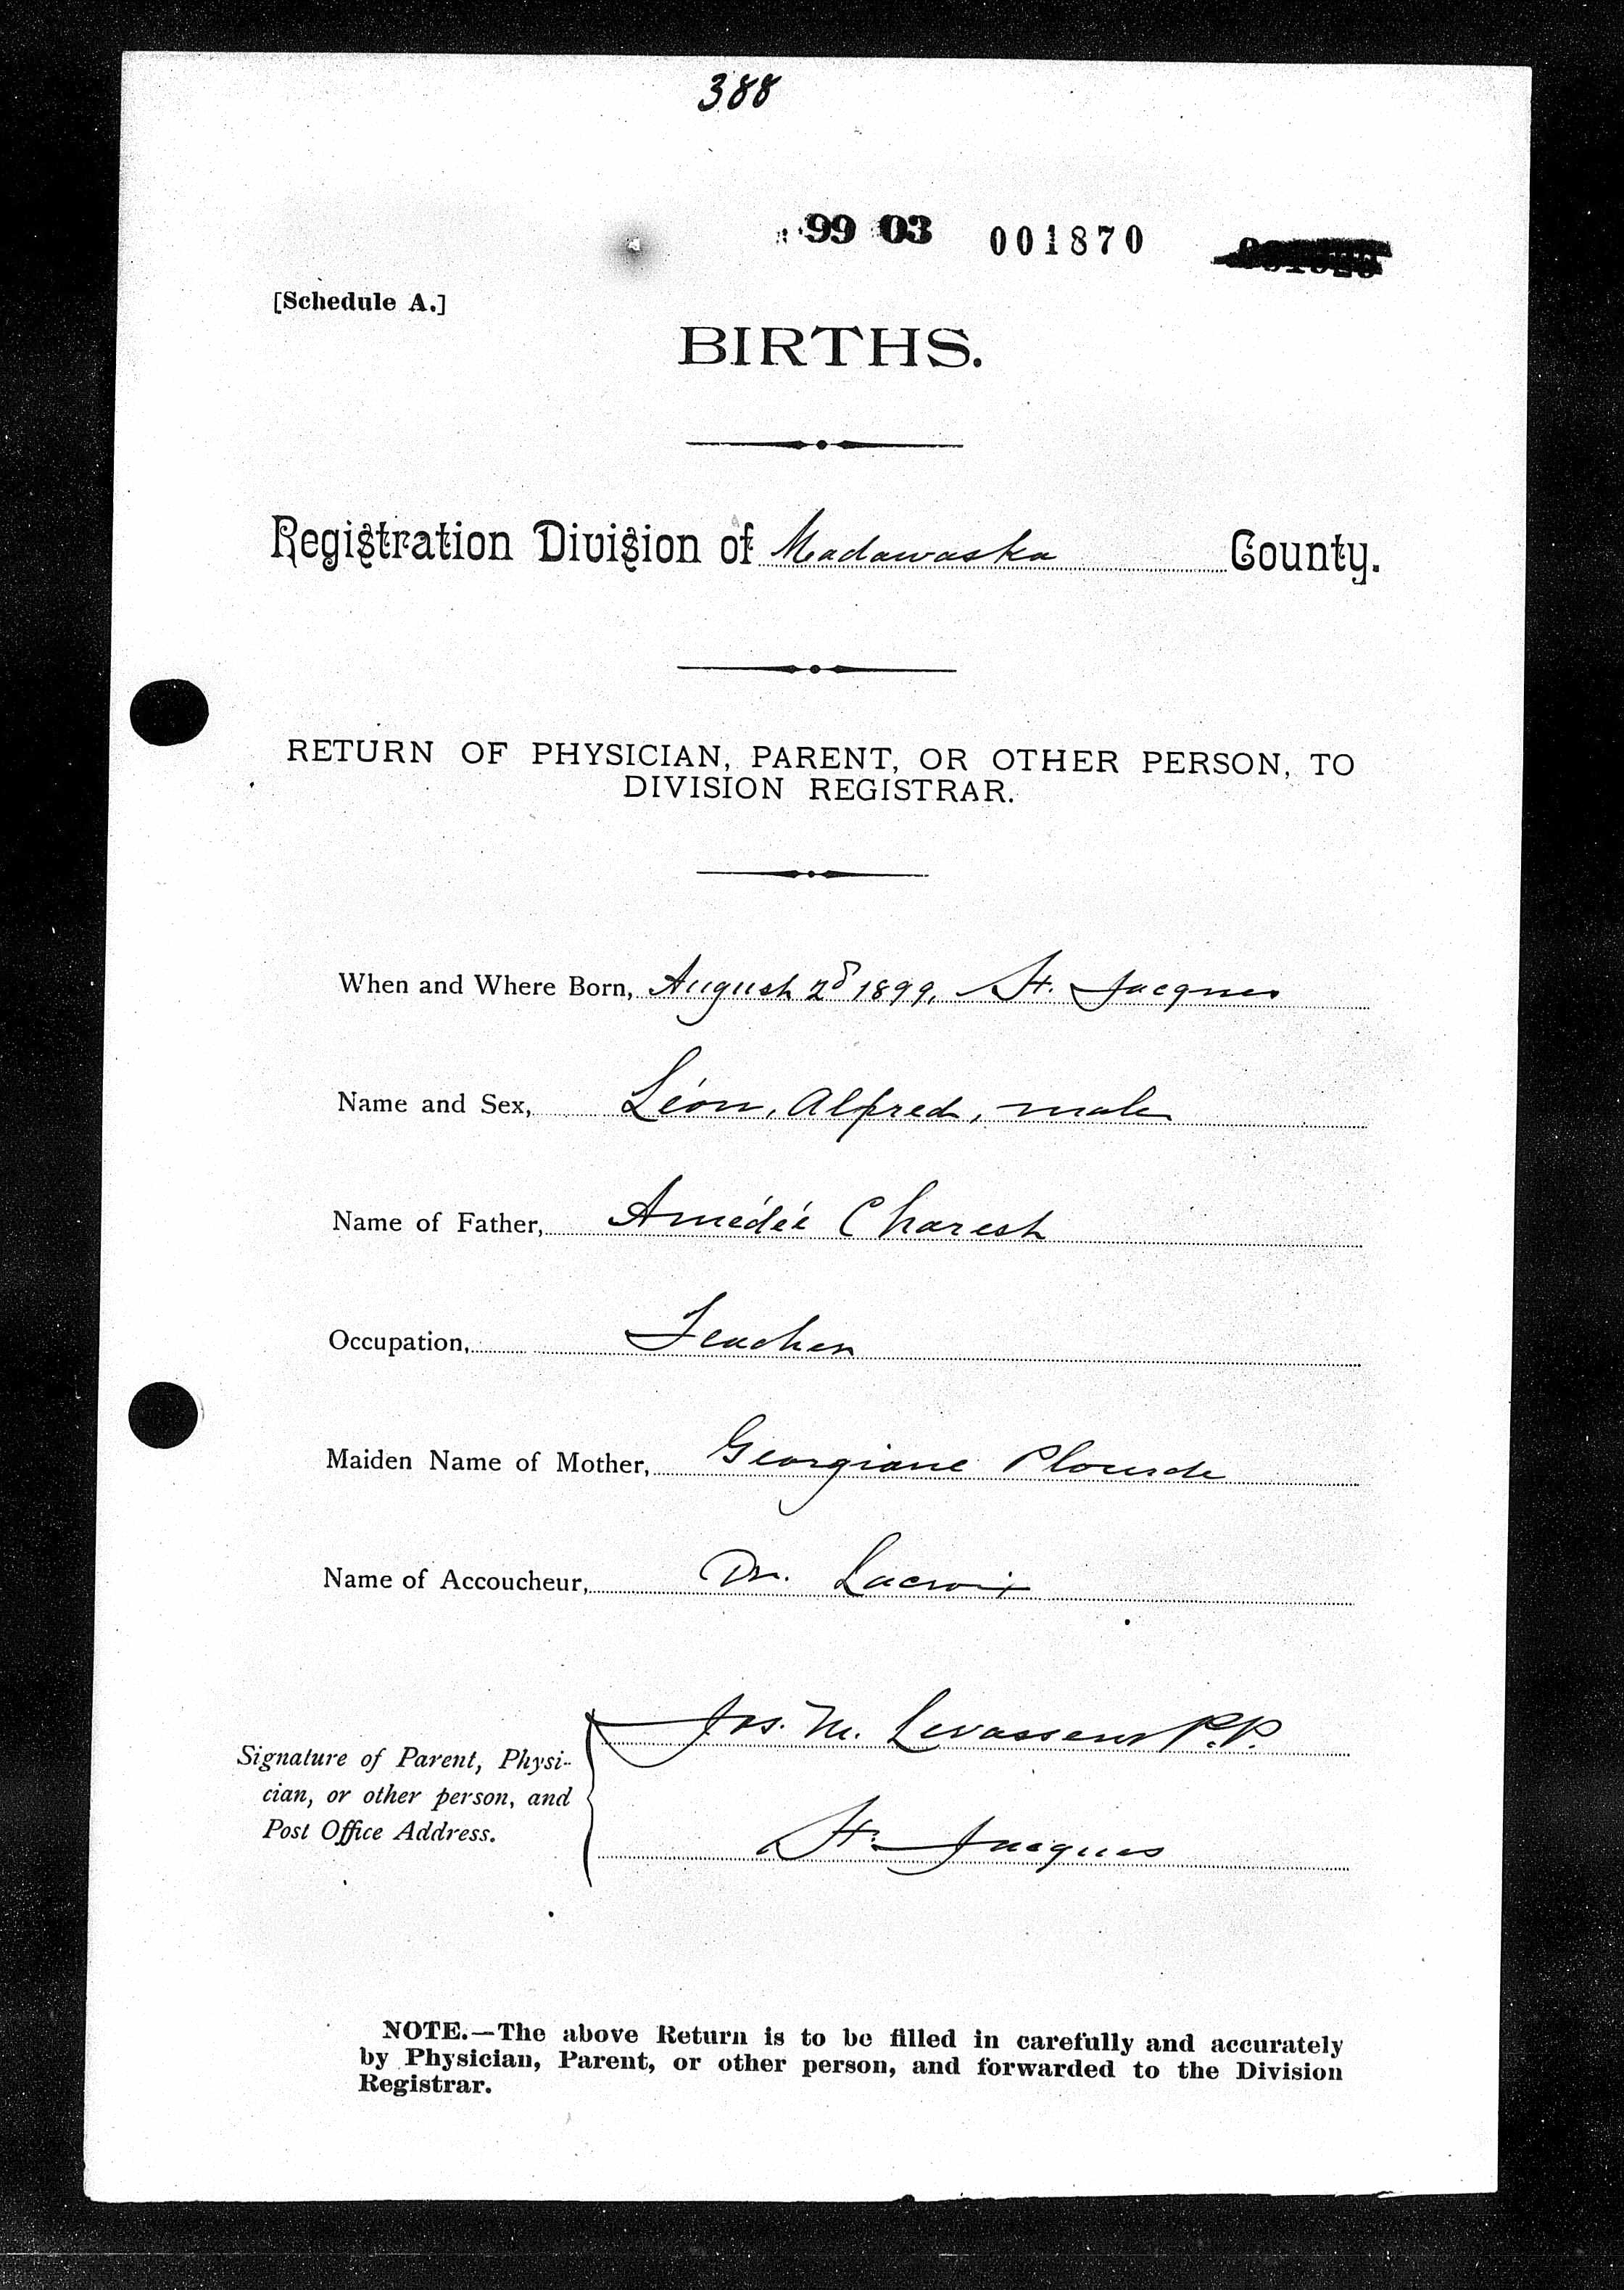 388
99 03 001870
[Schedule A.]
BIRTHS.
Registration Division of Madawaska County.
RETURN OF PHYSICIAN, PARENT, OR OTHER PERSON, TO
DIVISION REGISTRAR.
When and Where Born, August 2d 1899, St. Jacques
Name and Sex, Léon, Alfred, male
Name of Father, Amédée Charest
Occupation, Teacher
Maiden Name of Mother, Georgiane Plourde
Name of Accoucheur, Dr. Lacroix
Signature of Parent, Physi-
cian, or other person, and
Post Office Address.
Jos. M. Levasseur P.P.
St. Jacques
NOTE.—The above Return is to be filled in carefully and accurately
by Physician, Parent, or other person, and forwarded to the Division
Registrar.